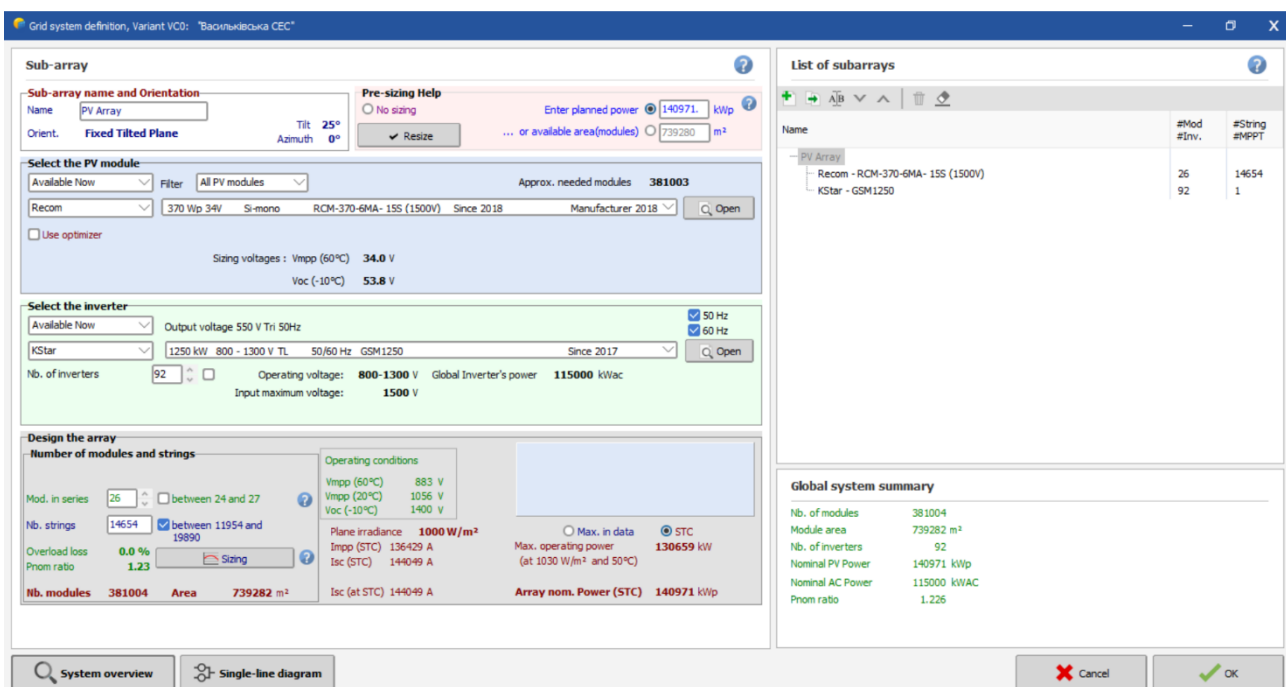 Grid system definition, Variant VC0: "Васильківська СЕС"
Sub-array
Sub-array name and Orientation
Name PV Array
Orient. Fixed Tilted Plane
Tilt 25°
Azimuth 0°
Pre-sizing Help
No sizing
Enter planned power 140971. kWp
Resize
... or available area(modules) 739280 m²
Select the PV module
Available Now Filter All PV modules Approx. needed modules 381003
Recom 370 Wp 34V Si-mono RCM-370-6MA- 15S (1500V) Since 2018 Manufacturer 2018 Open
Use optimizer
Sizing voltages : Vmpp (60°C) 34.0 V
Voc (-10°C) 53.8 V
Select the inverter
Available Now Output voltage 550 V Tri 50Hz
50 Hz
60 Hz
KStar 1250 kW 800 - 1300 V TL 50/60 Hz GSM1250 Since 2017 Open
Nb. of inverters 92 Operating voltage: 800-1300 V Global Inverter's power 115000 kWac
Input maximum voltage: 1500 V
Design the array
Number of modules and strings
Mod. in series 26 between 24 and 27
Nb. strings 14654 between 11954 and
19890
Overload loss 0.0 %
Pnom ratio 1.23
Sizing
Nb. modules 381004 Area 739282 m²
Operating conditions
Vmpp (60°C) 883 V
Vmpp (20°C) 1056 V
Voc (-10°C) 1400 V
Plane irradiance 1000 W/m²
Impp (STC) 136429 A
Isc (STC) 144049 A
Isc (at STC) 144049 A
Max. in data STC
Max. operating power 130659 kW
(at 1030 W/m² and 50°C)
Array nom. Power (STC) 140971 kWp
List of subarrays
Name
#Mod
#Inv.
#String
#MPPT
PV Array
Recom - RCM-370-6MA- 15S (1500V) 26 14654
KStar - GSM1250 92 1
Global system summary
Nb. of modules 381004
Module area 739282 m²
Nb. of inverters 92
Nominal PV Power 140971 kWp
Nominal AC Power 115000 kWAC
Pnom ratio 1.226
System overview
Single-line diagram
Cancel
OK